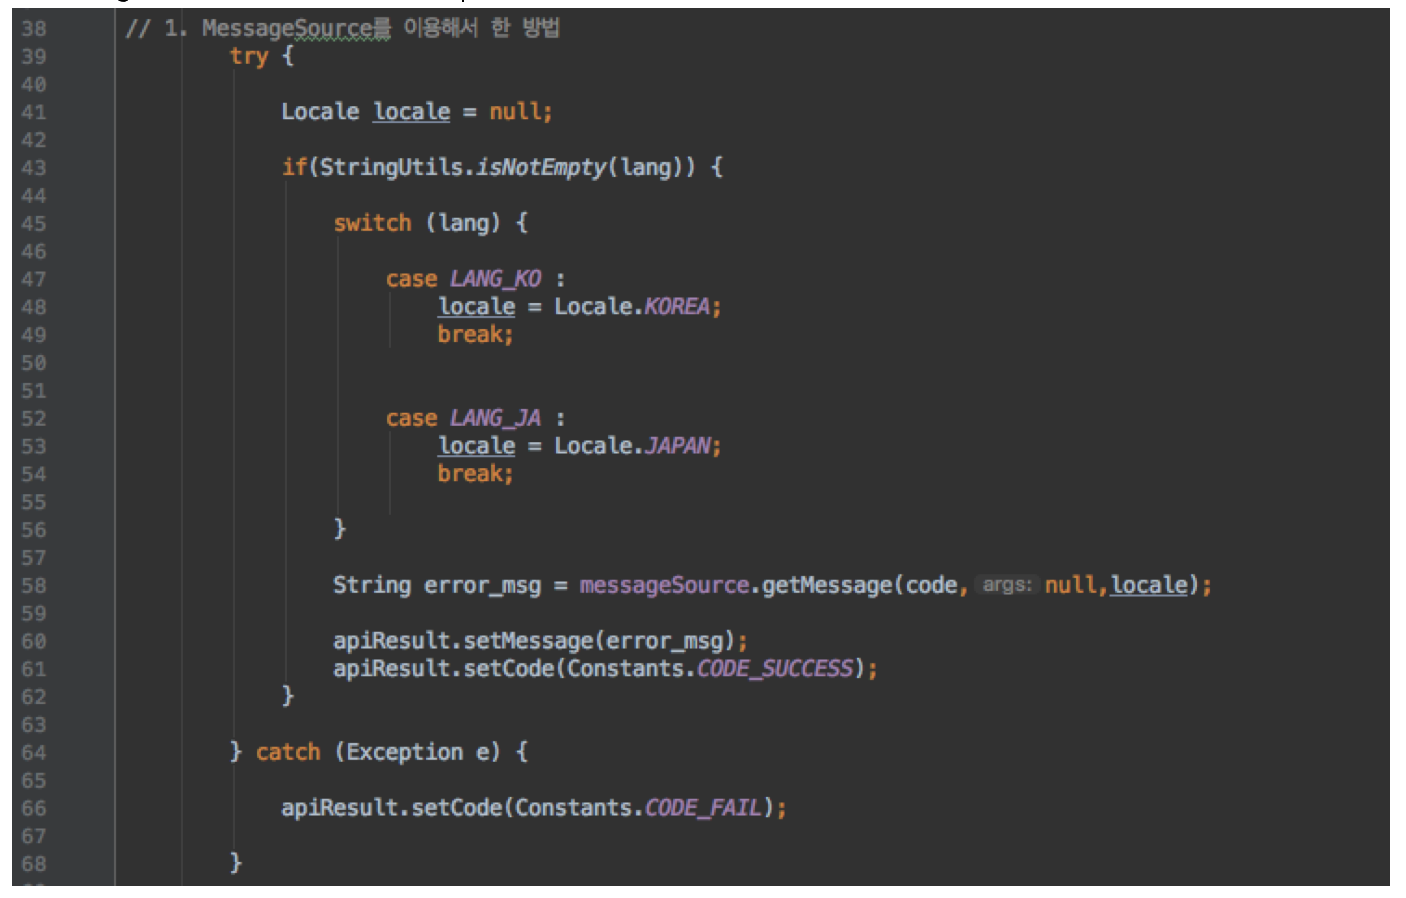 38 // 1. MessageSource를 이용해서 한 방법
39 try {
40
41 Locale locale = null;
42
43 if(StringUtils.isNotEmpty(lang)) {
44
45 switch (lang) {
46
47 case LANG_KO :
48 locale = Locale.KOREA;
49 break;
50
51
52 case LANG_JA :
53 locale = Locale.JAPAN;
54 break;
55
56 }
57
58 String error_msg = messageSource.getMessage(code, args: null,locale);
59
60 apiResult.setMessage(error_msg);
61 apiResult.setCode(Constants.CODE_SUCCESS);
62 }
63
64 } catch (Exception e) {
65
66 apiResult.setCode(Constants.CODE_FAIL);
67
68 }